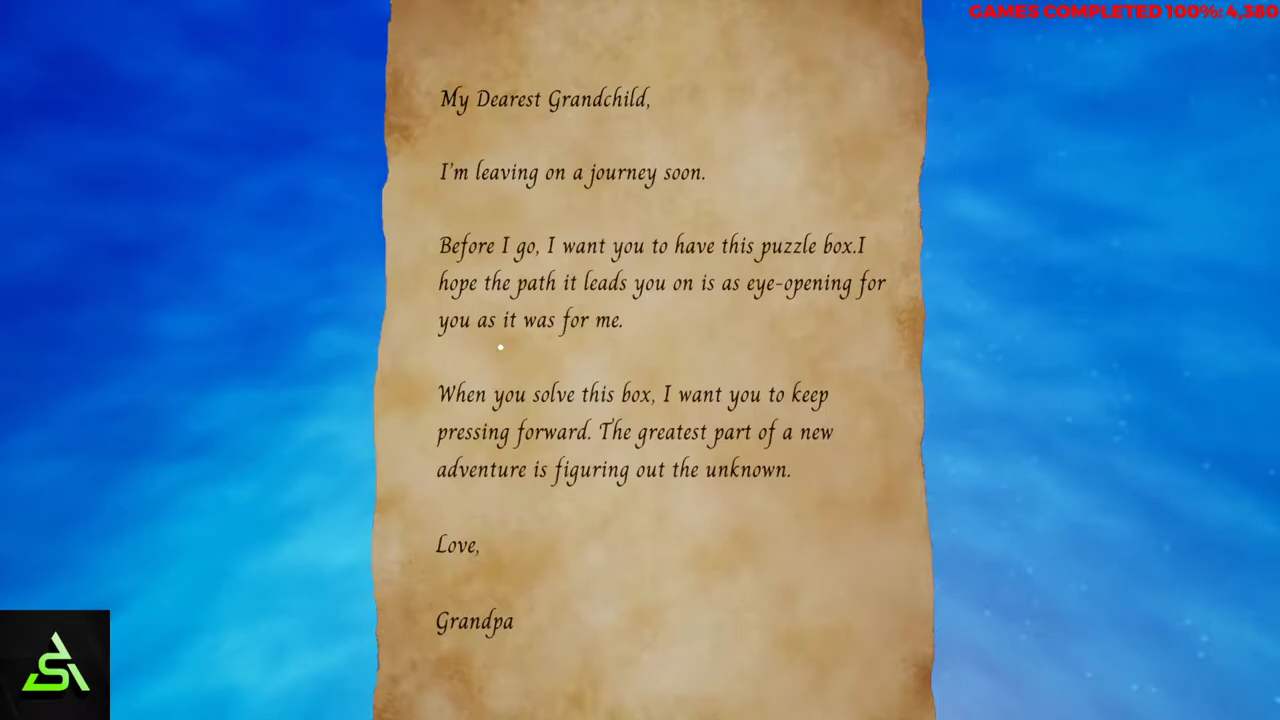 GAMES COMPLETED 100%: 4,380
My Dearest Grandchild,
I'm leaving on a journey soon.
Before I go, I want you to have this puzzle box.I
hope the path it leads you on is as eye-opening for
you as it was for me.
When you solve this box, I want you to keep
pressing forward. The greatest part of a new
adventure is figuring out the unknown.
Love,
Grandpa